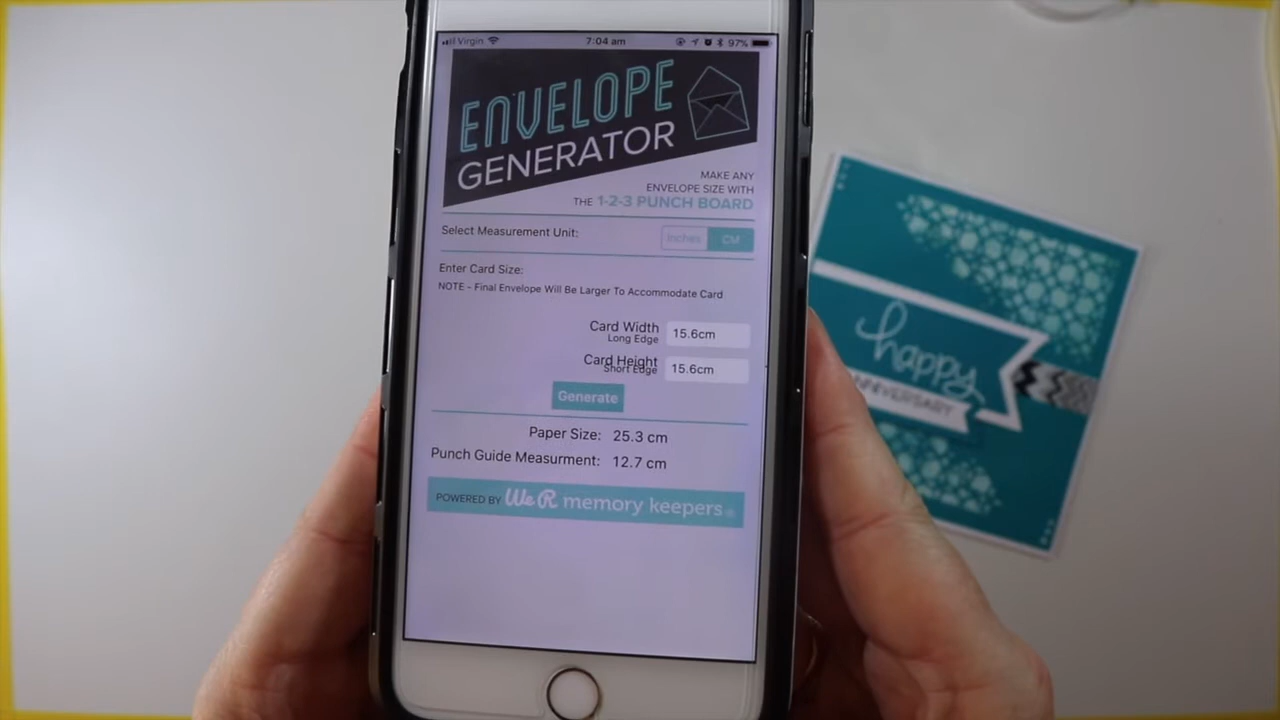 Virgin 7:04 am 97%
ENVELOPE
GENERATOR
MAKE ANY
ENVELOPE SIZE WITH
THE 1-2-3 PUNCH BOARD
Select Measurement Unit:
Inches CM
Enter Card Size:
NOTE - Final Envelope Will Be Larger To Accommodate Card
Card Width 15.6cm
Long Edge
Card Height 15.6cm
Short Edge
Generate
Paper Size: 25.3 cm
Punch Guide Measurment: 12.7 cm
POWERED BY We R memory keepers
happy
ANNIVERSARY